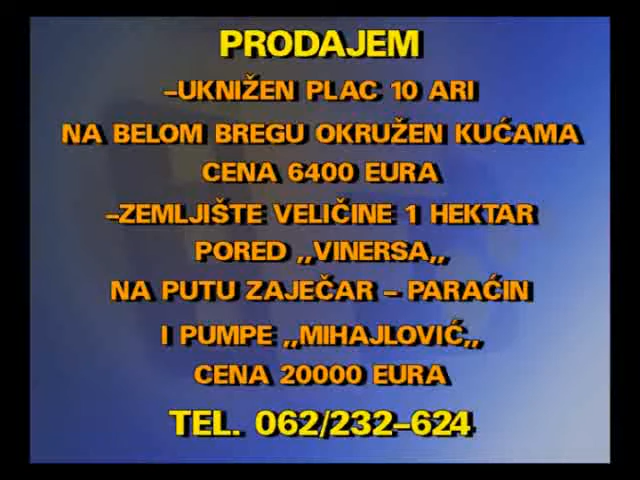 PRODAJEM
-UKNIŽEN PLAC 10 ARI
NA BELOM BREGU OKRUŽEN KUĆAMA
CENA 6400 EURA
-ZEMLJIŠTE VELIČINE 1 HEKTAR
PORED ,,VINERSA,,
NA PUTU ZAJEČAR - PARAĆIN
I PUMPE ,,MIHAJLOVIĆ,,
CENA 20000 EURA
TEL. 062/232-624